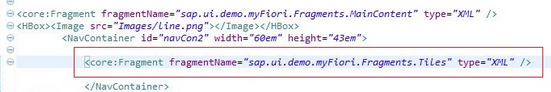 <core:Fragment fragmentName="sap.ui.demo.myFiori.Fragments.MainContent" type="XML" />
<HBox><Image src="Images/line.png"></Image></HBox>
<NavContainer id="navCon2" width="60em" height="43em">
<core:Fragment fragmentName="sap.ui.demo.myFiori.Fragments.Tiles" type="XML" />
</NavContainer>